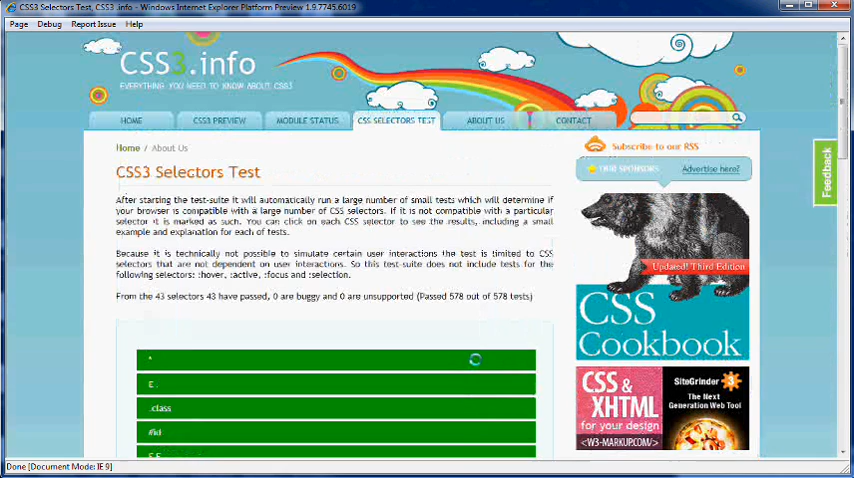 CSS3 Selectors Test, CSS3 .info - Windows Internet Explorer Platform Preview 1.9.7745.6019
Page Debug Report Issue Help
CSS3.info
EVERYTHING YOU NEED TO KNOW ABOUT CSS3
HOME CSS3 PREVIEW MODULE STATUS CSS SELECTORS TEST ABOUT US CONTACT
Home / About Us
Subscribe to our RSS
Advertise here?
Feedback
CSS3 Selectors Test
After starting the test-suite it will automatically run a large number of small tests which will determine if
your browser is compatible with a large number of CSS selectors. If it is not compatible with a particular
selector it is marked as such. You can click on each CSS selector to see the results, including a small
example and explanation for each of tests.
Because it is technically not possible to simulate certain user interactions the test is limited to CSS
selectors that are not dependent on user interactions. So this test-suite does not include tests for the
following selectors: :hover, :active, :focus and :selection.
From the 43 selectors 43 have passed, 0 are buggy and 0 are unsupported (Passed 578 out of 578 tests)
*
E
.class
#id
E F
Updated! Third Edition
CSS
Cookbook
CSS &
XHTML
for your design
<W3-MARKUP.COM/>
SiteGrinder 3
The Next
Generation Web Tool
Done [Document Mode: IE 9]